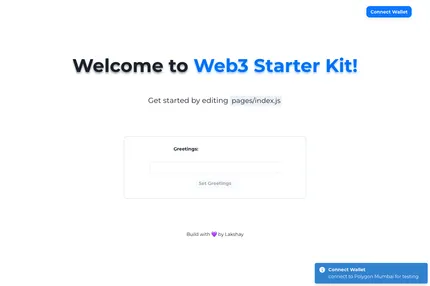 Connect Wallet
Welcome to Web3 Starter Kit!
Get started by editing pages/index.js
Greetings:
Set Greetings
Build with 💜 by Lakshay
Connect Wallet
connect to Polygon Mumbai for testing